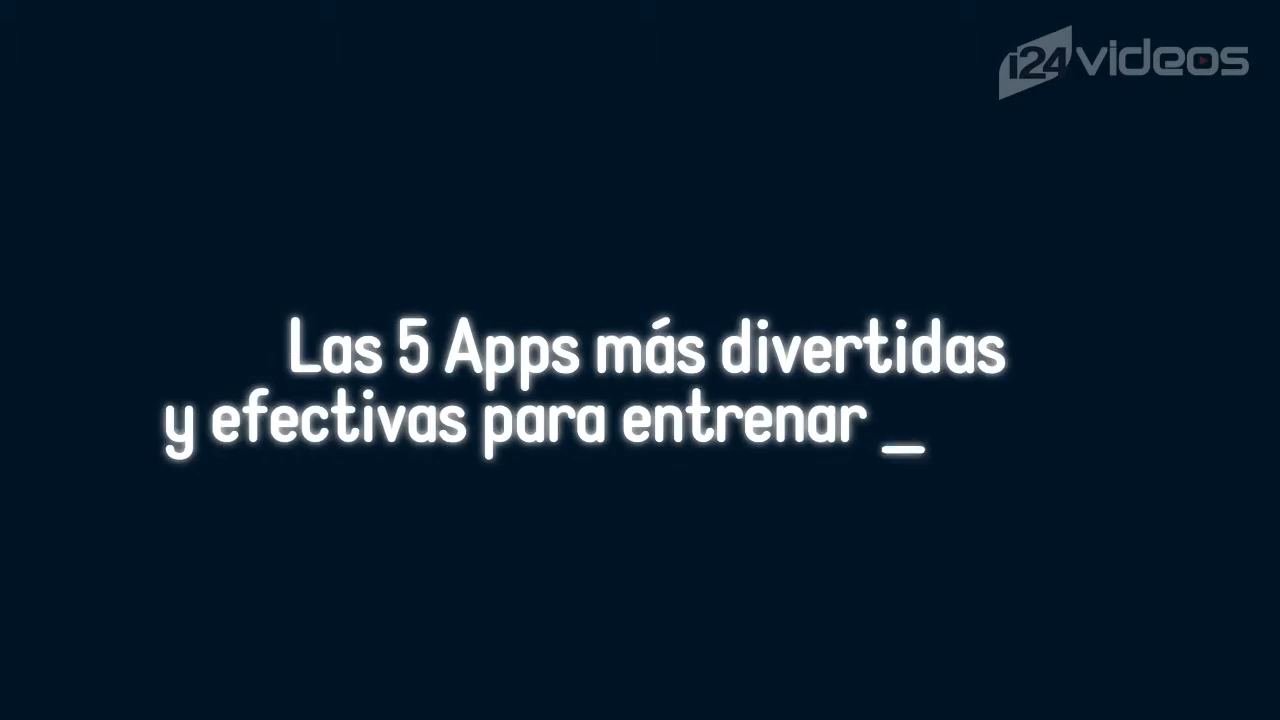 i24videos
Las 5 Apps más divertidas
y efectivas para entrenar _